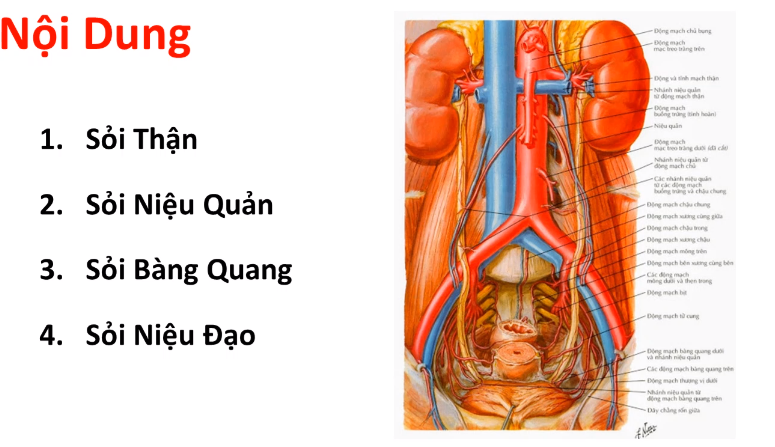 Nội Dung
1. Sỏi Thận
2. Sỏi Niệu Quản
3. Sỏi Bàng Quang
4. Sỏi Niệu Đạo
Động mạch chủ bụng
Động mạch
mạc treo tràng trên
Động và tĩnh mạch thận
Nhánh niệu quản
từ động mạch thận
Động mạch
buồng trứng (tinh hoàn)
Niệu quản
Động mạch
mạc treo tràng dưới (đã cắt)
Nhánh niệu quản từ
động mạch chủ
Các nhánh niệu quản
từ các động mạch
buồng trứng và chậu chung
Động mạch chậu chung
Động mạch xương cùng giữa
Động mạch chậu trong
Động mạch xương chậu
Động mạch mông trên
Động mạch bên xương cùng bên
Các động mạch
mông dưới và thẹn trong
Động mạch bịt
Động mạch tử cung
Động mạch bàng quang dưới
và nhánh niệu quản
Các động mạch bàng quang trên
Động mạch thượng vị dưới
Nhánh niệu quản từ
động mạch bàng quang trên
Dây chằng rốn giữa